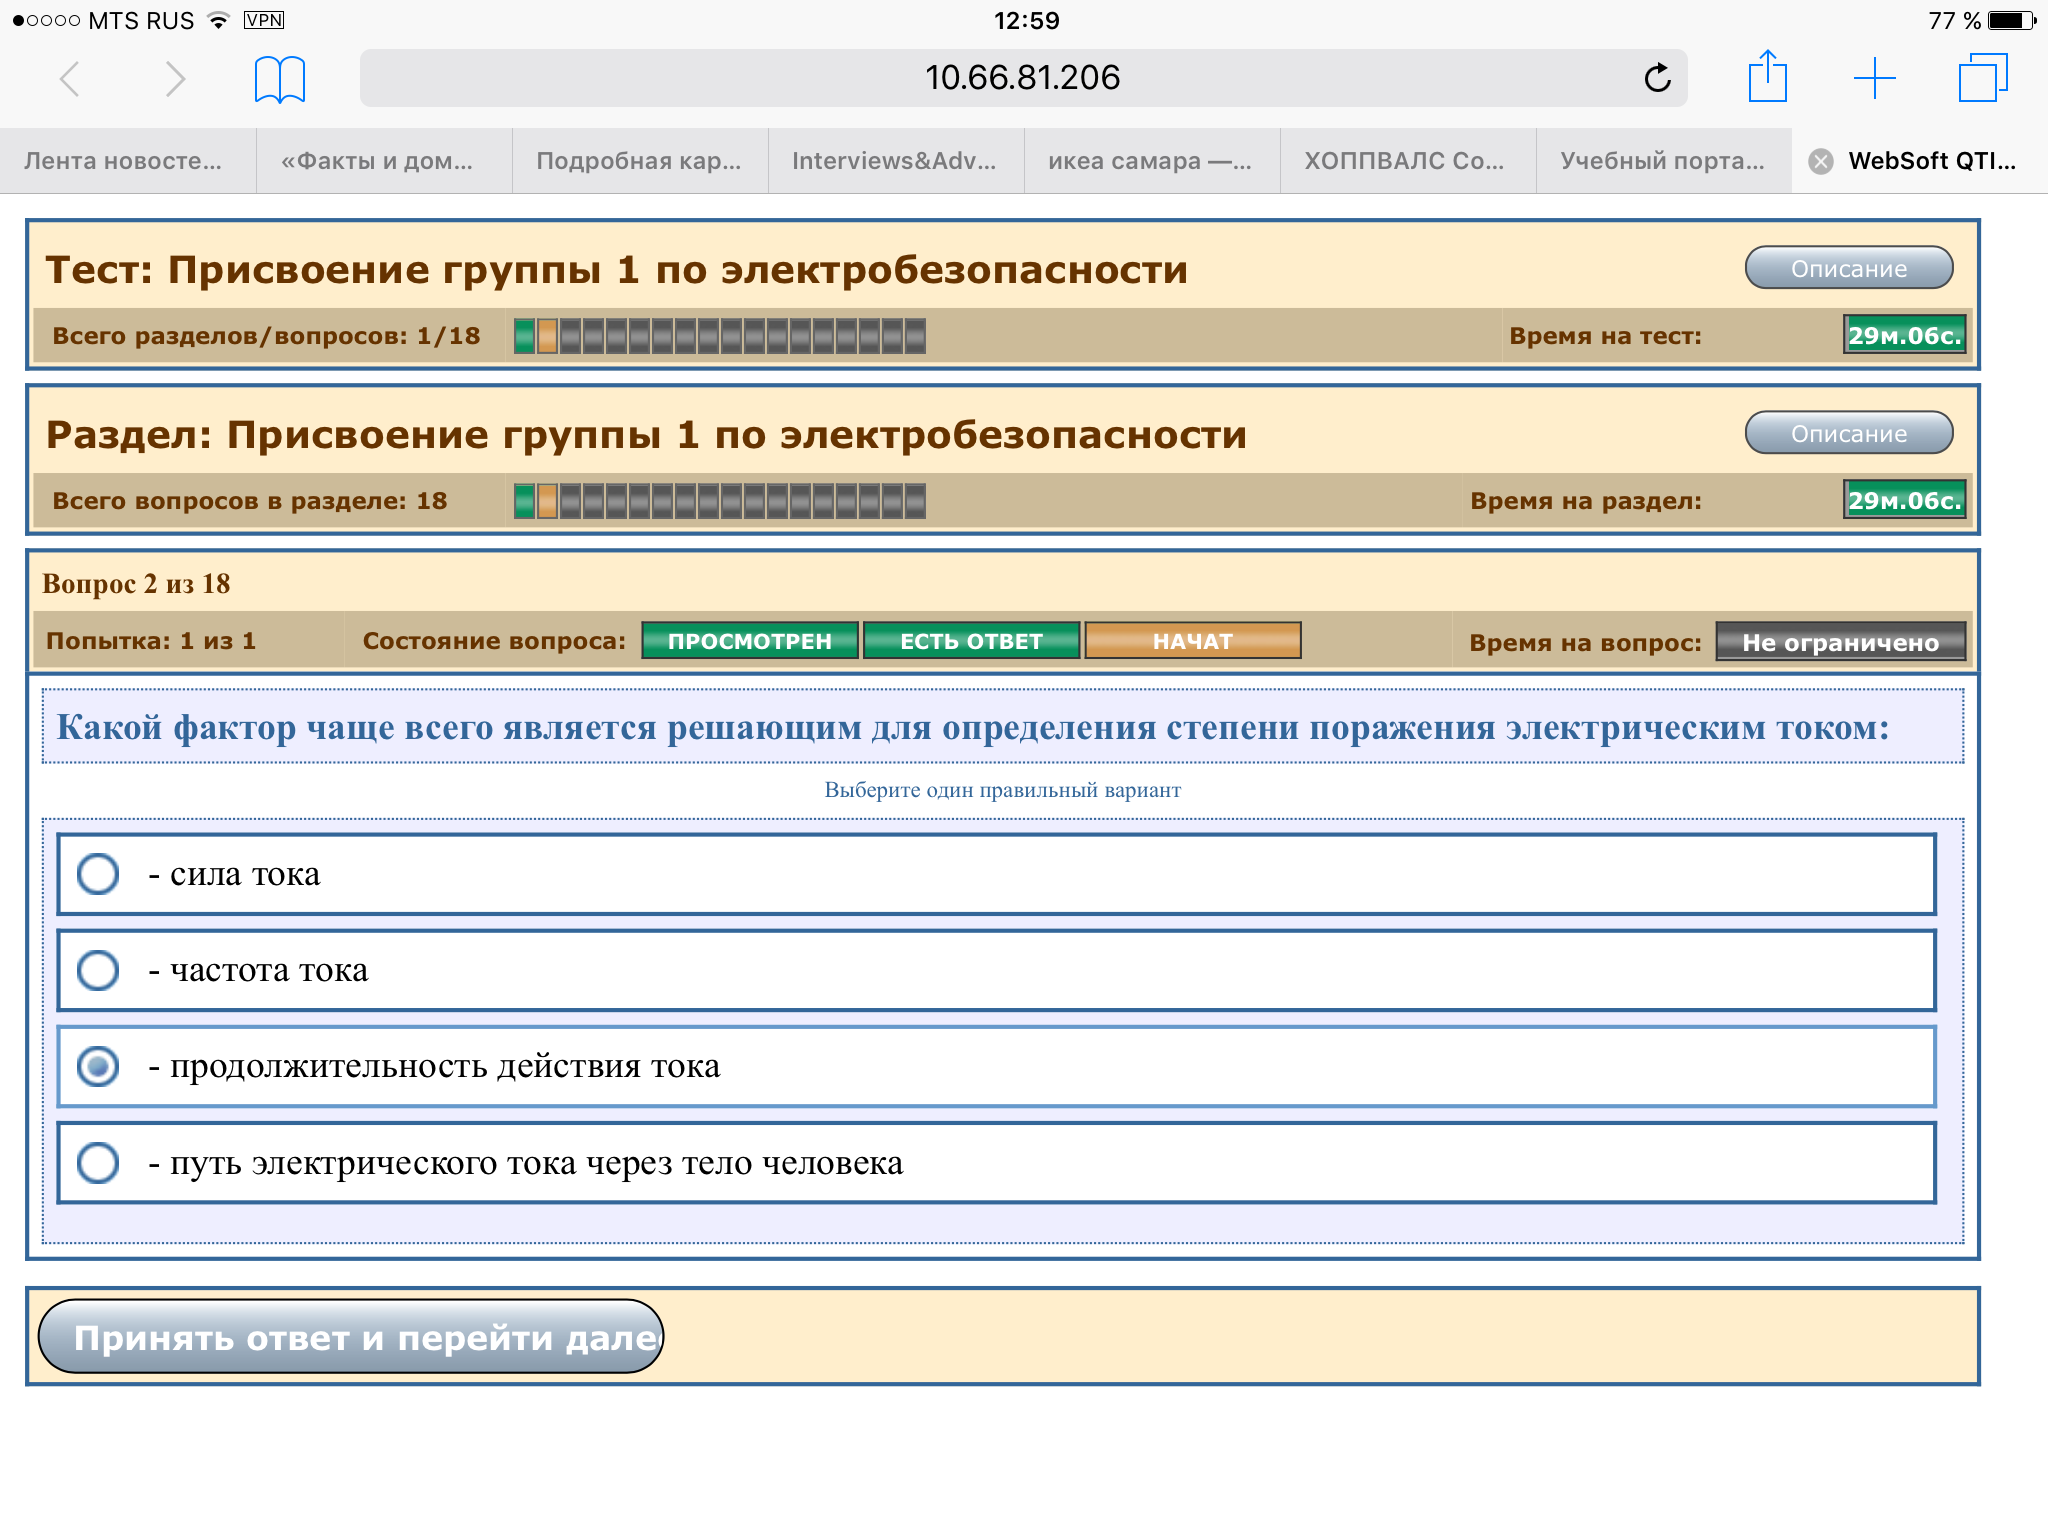 MTS RUS VPN 12:59 77 %
10.66.81.206
Лента новосте... «Факты и дом... Подробная кар... Interviews&Adv... икеа самара —... ХОППВАЛС Со... Учебный порта... WebSoft QTI...
Тест: Присвоение группы 1 по электробезопасности Описание
Всего разделов/вопросов: 1/18 Время на тест: 29м.06с.
Раздел: Присвоение группы 1 по электробезопасности Описание
Всего вопросов в разделе: 18 Время на раздел: 29м.06с.
Вопрос 2 из 18
Попытка: 1 из 1 Состояние вопроса: ПРОСМОТРЕН ЕСТЬ ОТВЕТ НАЧАТ Время на вопрос: Не ограничено
Какой фактор чаще всего является решающим для определения степени поражения электрическим током:
Выберите один правильный вариант
- сила тока
- частота тока
- продолжительность действия тока
- путь электрического тока через тело человека
Принять ответ и перейти дале